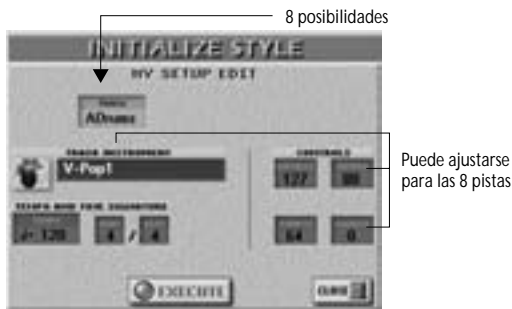 8 posibilidades
INITIALIZE STYLE
MY SETUP EDIT
ADrums
TRACK INSTRUMENT
V-Pop1
CONTROLS
127
Puede ajustarse
para las 8 pistas
TEMPO AND TIME SIGNATURE
120 4 / 4
64 0
EXECUTE
CLOSE